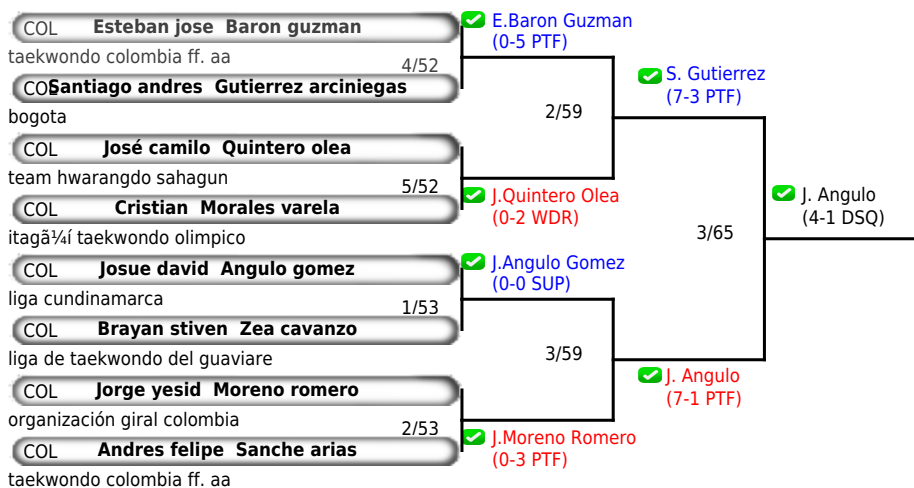 COL Esteban jose Baron guzman
taekwondo colombia ff. aa
4/52
COL Santiago andres Gutierrez arciniegas
bogota
COL José camilo Quintero olea
team hwarangdo sahagun
5/52
COL Cristian Morales varela
itagã¼í taekwondo olimpico
COL Josue david Angulo gomez
liga cundinamarca
1/53
COL Brayan stiven Zea cavanzo
liga de taekwondo del guaviare
COL Jorge yesid Moreno romero
organización giral colombia
2/53
COL Andres felipe Sanche arias
taekwondo colombia ff. aa
E.Baron Guzman
(0-5 PTF)
2/59
J.Quintero Olea
(0-2 WDR)
J.Angulo Gomez
(0-0 SUP)
3/59
J.Moreno Romero
(0-3 PTF)
S. Gutierrez
(7-3 PTF)
3/65
J. Angulo
(7-1 PTF)
J. Angulo
(4-1 DSQ)